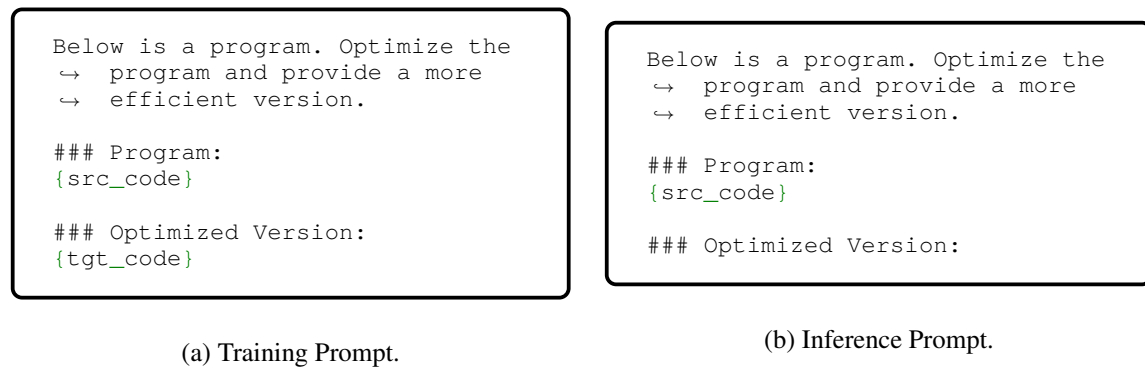 Below is a program. Optimize the
↪ program and provide a more
↪ efficient version.
### Program:
{src_code}
### Optimized Version:
{tgt_code}
(a) Training Prompt.
Below is a program. Optimize the
↪ program and provide a more
↪ efficient version.
### Program:
{src_code}
### Optimized Version:
(b) Inference Prompt.